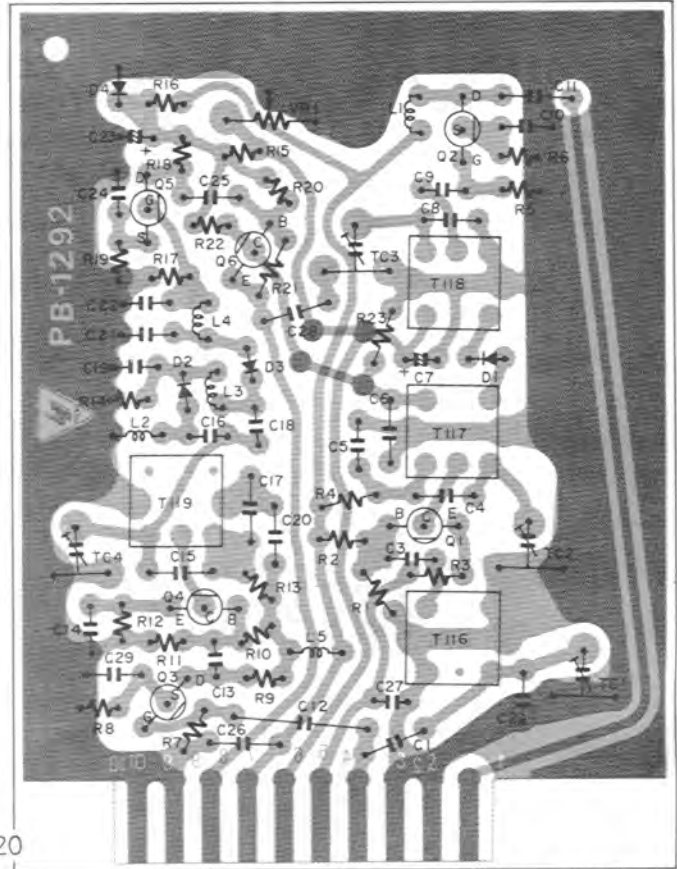 D4
R16
VR1
L1
D
C11
C23
+
R18
R15
S
C10
Q2
G
R6
D
Q5
C24
G
C25
R20
C9
R5
C8
S
R22
B
C
Q6
E
R19
R17
R21
TC3
T118
PB-1292
C22
L4
C28
C21
R23
C19
D2
D3
+
C7
D1
R14
L3
L2
C16
C18
C6
C5
T117
T119
C17
R4
C4
C20
B
C
E
R2
Q1
TC4
C15
C3
TC2
R13
R3
Q4
R1
E
C
B
C14
R12
R11
R10
L5
T116
C29
Q3
S
D
C13
R9
C27
TC1
R8
G
C12
R7
C26
C1
20